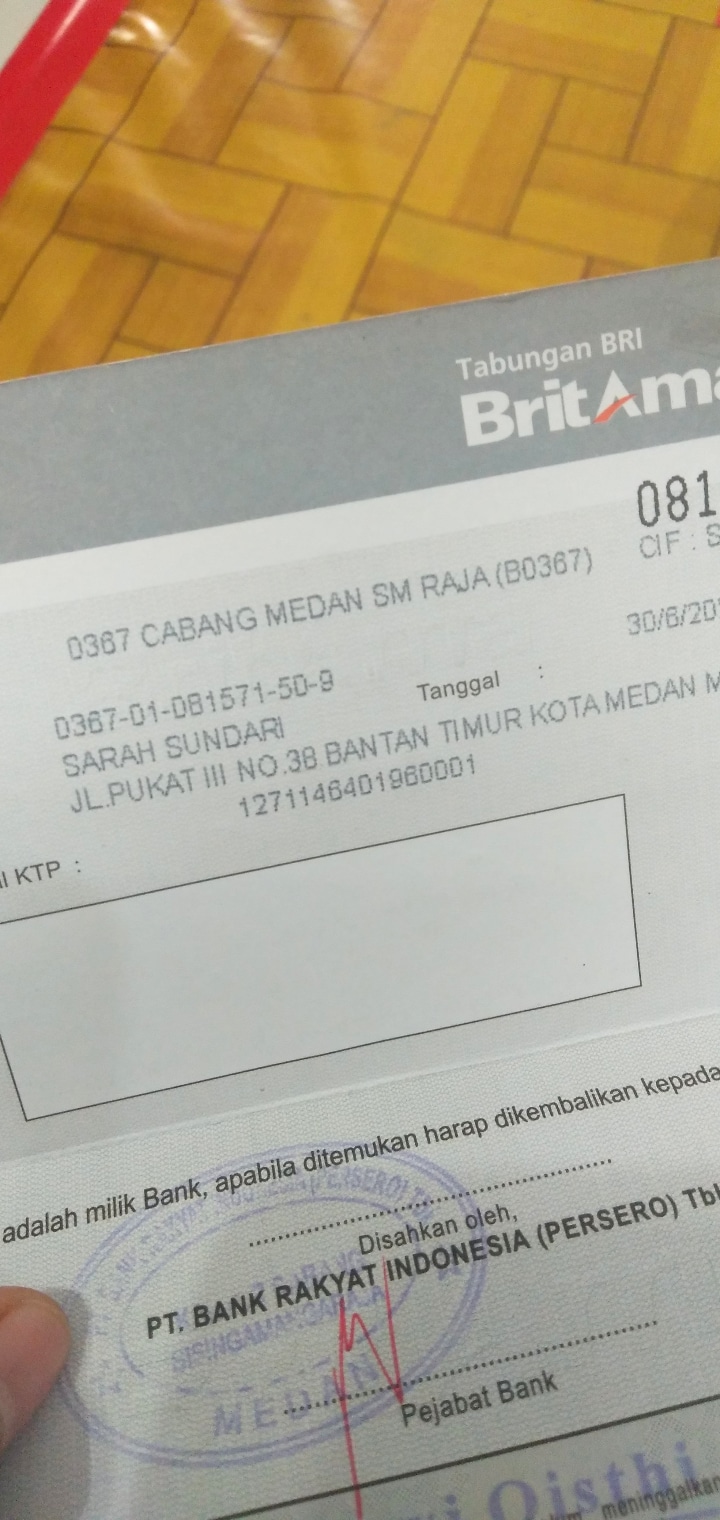 Tabungan BRI
BritAma
081
CIF : S
0367 CABANG MEDAN SM RAJA (B0367)
30/6/20
0367-01-081571-50-9
Tanggal :
SARAH SUNDARI
JL.PUKAT III NO.38 BANTAN TIMUR KOTA MEDAN M
1271146401960001
KTP :
adalah milik Bank, apabila ditemukan harap dikembalikan kepada
Disahkan oleh,
PT. BANK RAKYAT INDONESIA (PERSERO) Tbk
SISINGAMANGARAJA
MEDAN
Pejabat Bank
Qisthi
meninggalkan